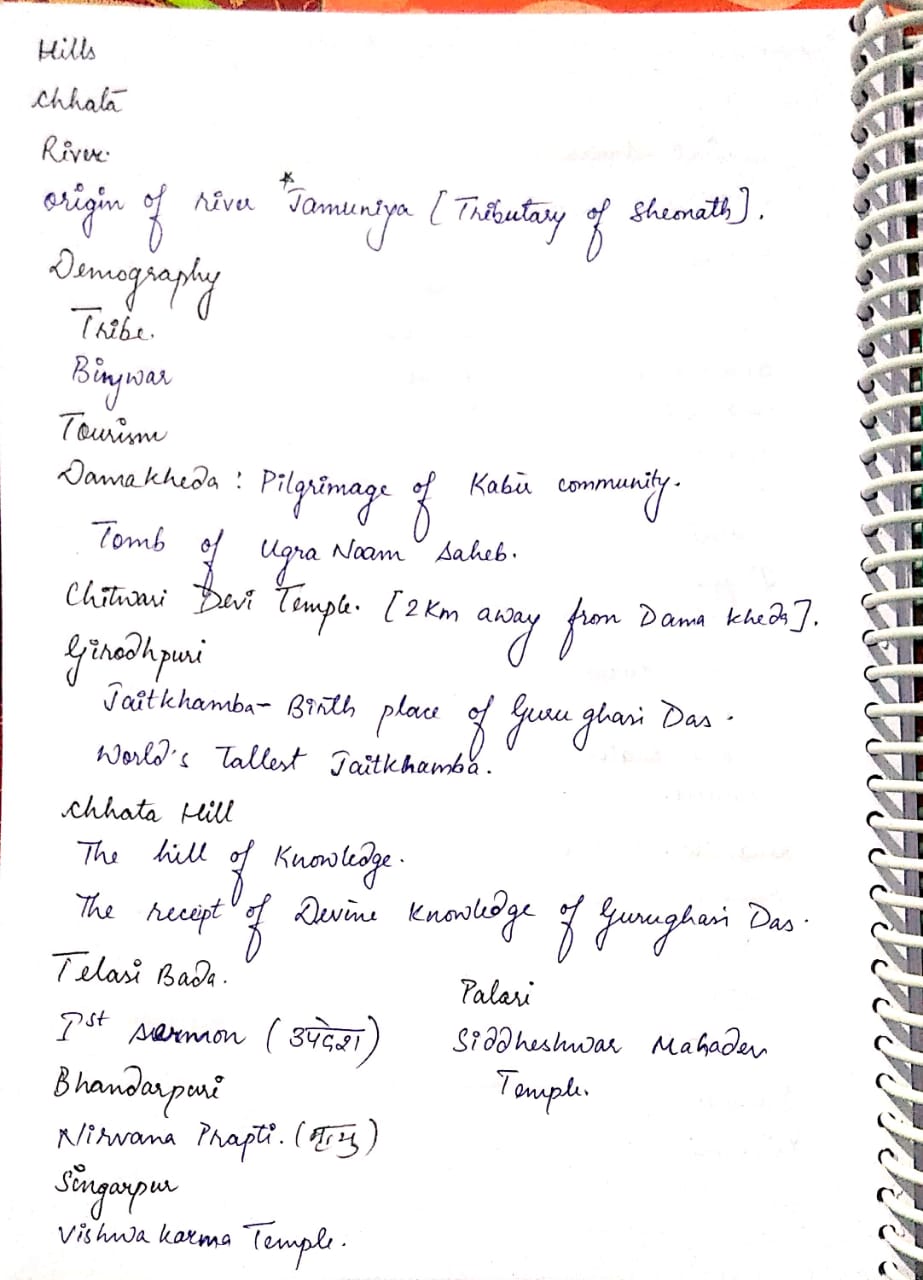 Hills
Chhatā
River.
origin of river *Jamuniya [Tributary of Sheonath].
Demography
Tribe.
Binjwar
Tourism
Damakheda : Pilgrimage of Kabir community.
Tomb of Ugra Naam Saheb.
Chitwari Devi Temple. [2 Km away from Dama kheda].
Girodhpuri
Jaitkhamba - Birth place of Guru ghasi Das.
World's Tallest Jaitkhamba.
Chhata Hill
The hill of Knowledge.
The receipt of Devine Knowledge of Gurughasi Das.
Telasi Bada.
Ist sermon (उपदेश)
Bhandarpuri
Nirvana Prapti. (मृत्यु)
Singarpur
Vishwa karma Temple.
Palari
Siddheshwar Mahadev
Temple.